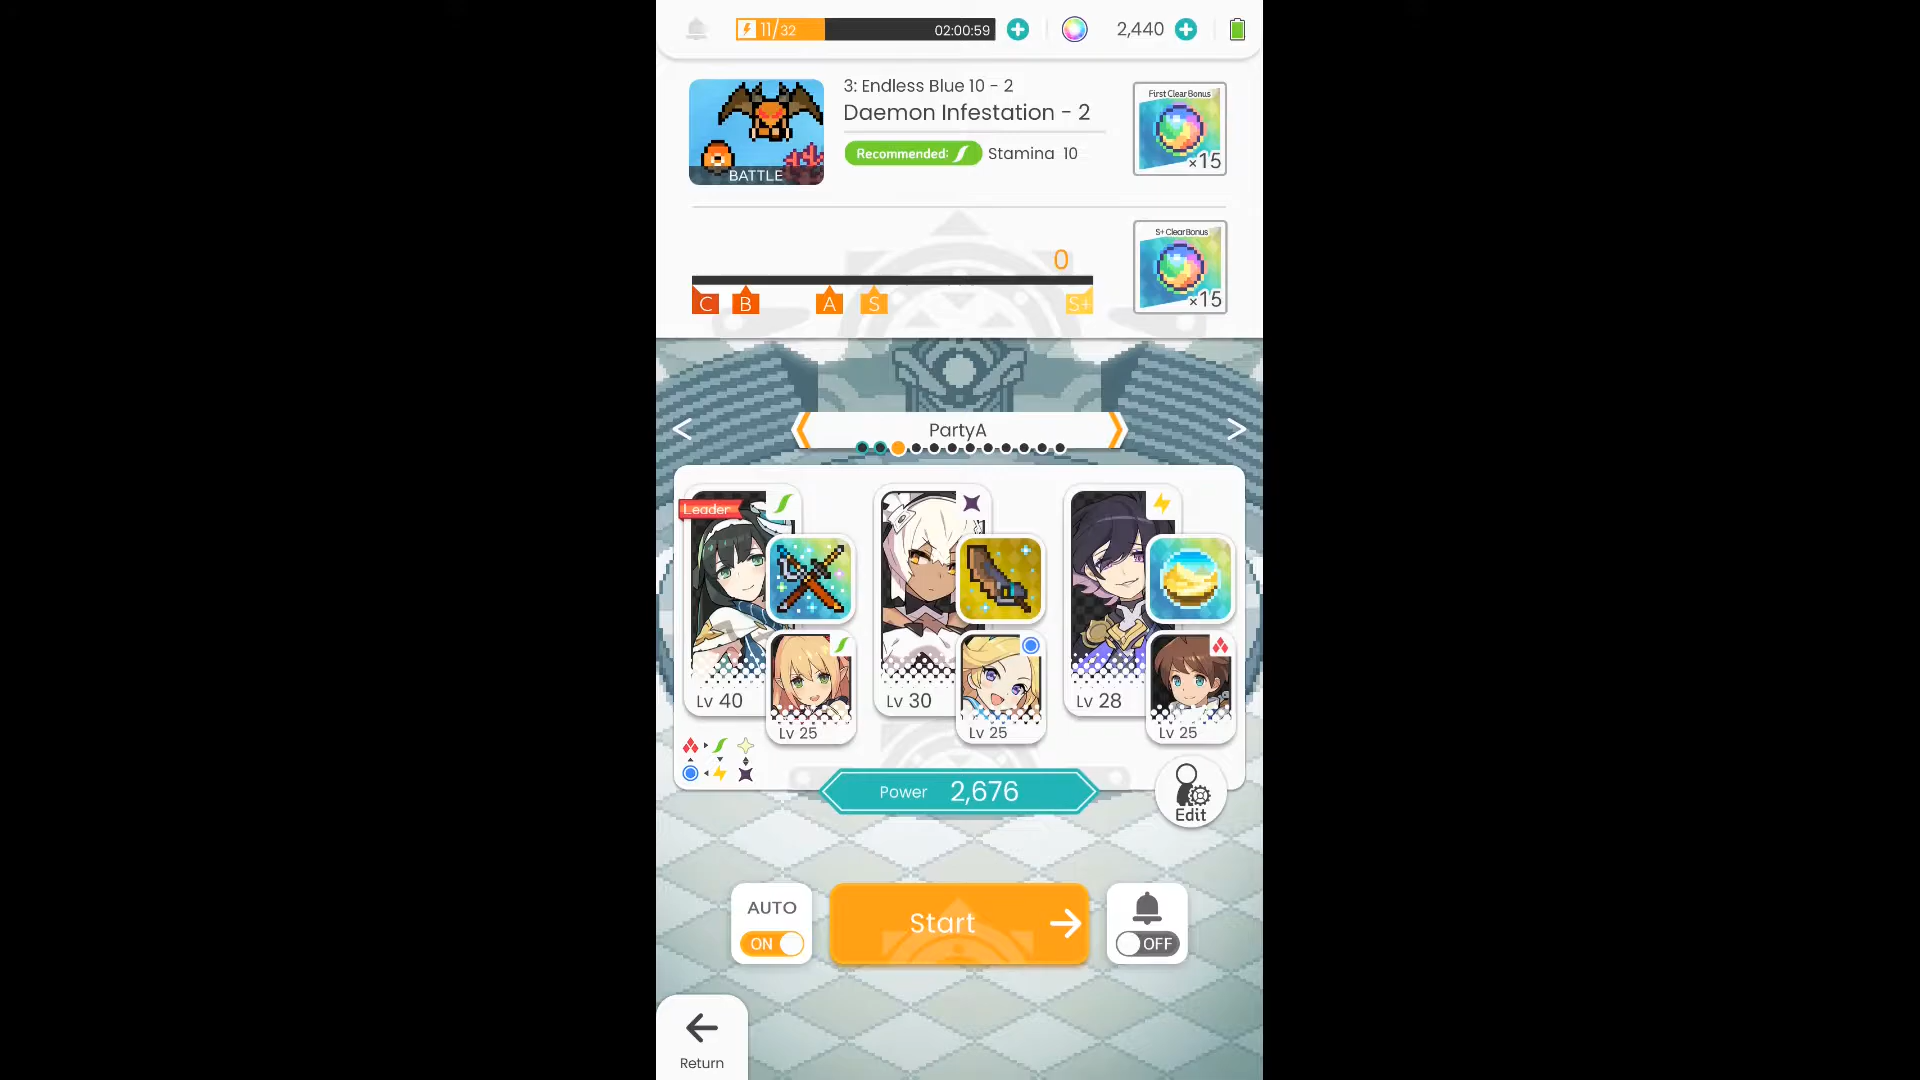 11/32
02:00:59
2,440
3: Endless Blue 10 - 2
Daemon Infestation - 2
Recommended:
Stamina 10
BATTLE
First Clear Bonus
×15
0
C B A S S+
S+ Clear Bonus
×15
PartyA
Leader
Lv 40
Lv 25
Lv 30
Lv 25
Lv 28
Lv 25
Power 2,676
Edit
AUTO
ON
Start
OFF
Return